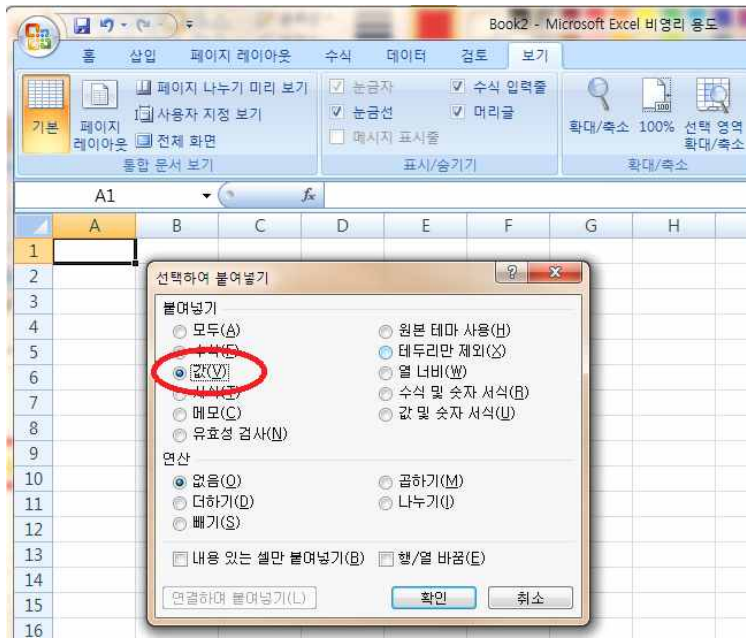 Book2 - Microsoft Excel 비영리 용도
홈 삽입 페이지 레이아웃 수식 데이터 검토 보기
기본
페이지 레이아웃
페이지 나누기 미리 보기
사용자 지정 보기
전체 화면
통합 문서 보기
눈금자 수식 입력줄
눈금선 머리글
메시지 표시줄
표시/숨기기
확대/축소 100% 선택 영역
확대/축소
확대/축소
A1 fx
A B C D E F G H
1
2
3
4
5
6
7
8
9
10
11
12
13
14
15
16
선택하여 붙여넣기
붙여넣기
모두(A) 원본 테마 사용(H)
수식(F) 테두리만 제외(X)
값(V) 열 너비(W)
서식(T) 수식 및 숫자 서식(R)
메모(C) 값 및 숫자 서식(U)
유효성 검사(N)
연산
없음(O) 곱하기(M)
더하기(D) 나누기(I)
빼기(S)
내용 있는 셀만 붙여넣기(B) 행/열 바꿈(E)
연결하여 붙여넣기(L) 확인 취소